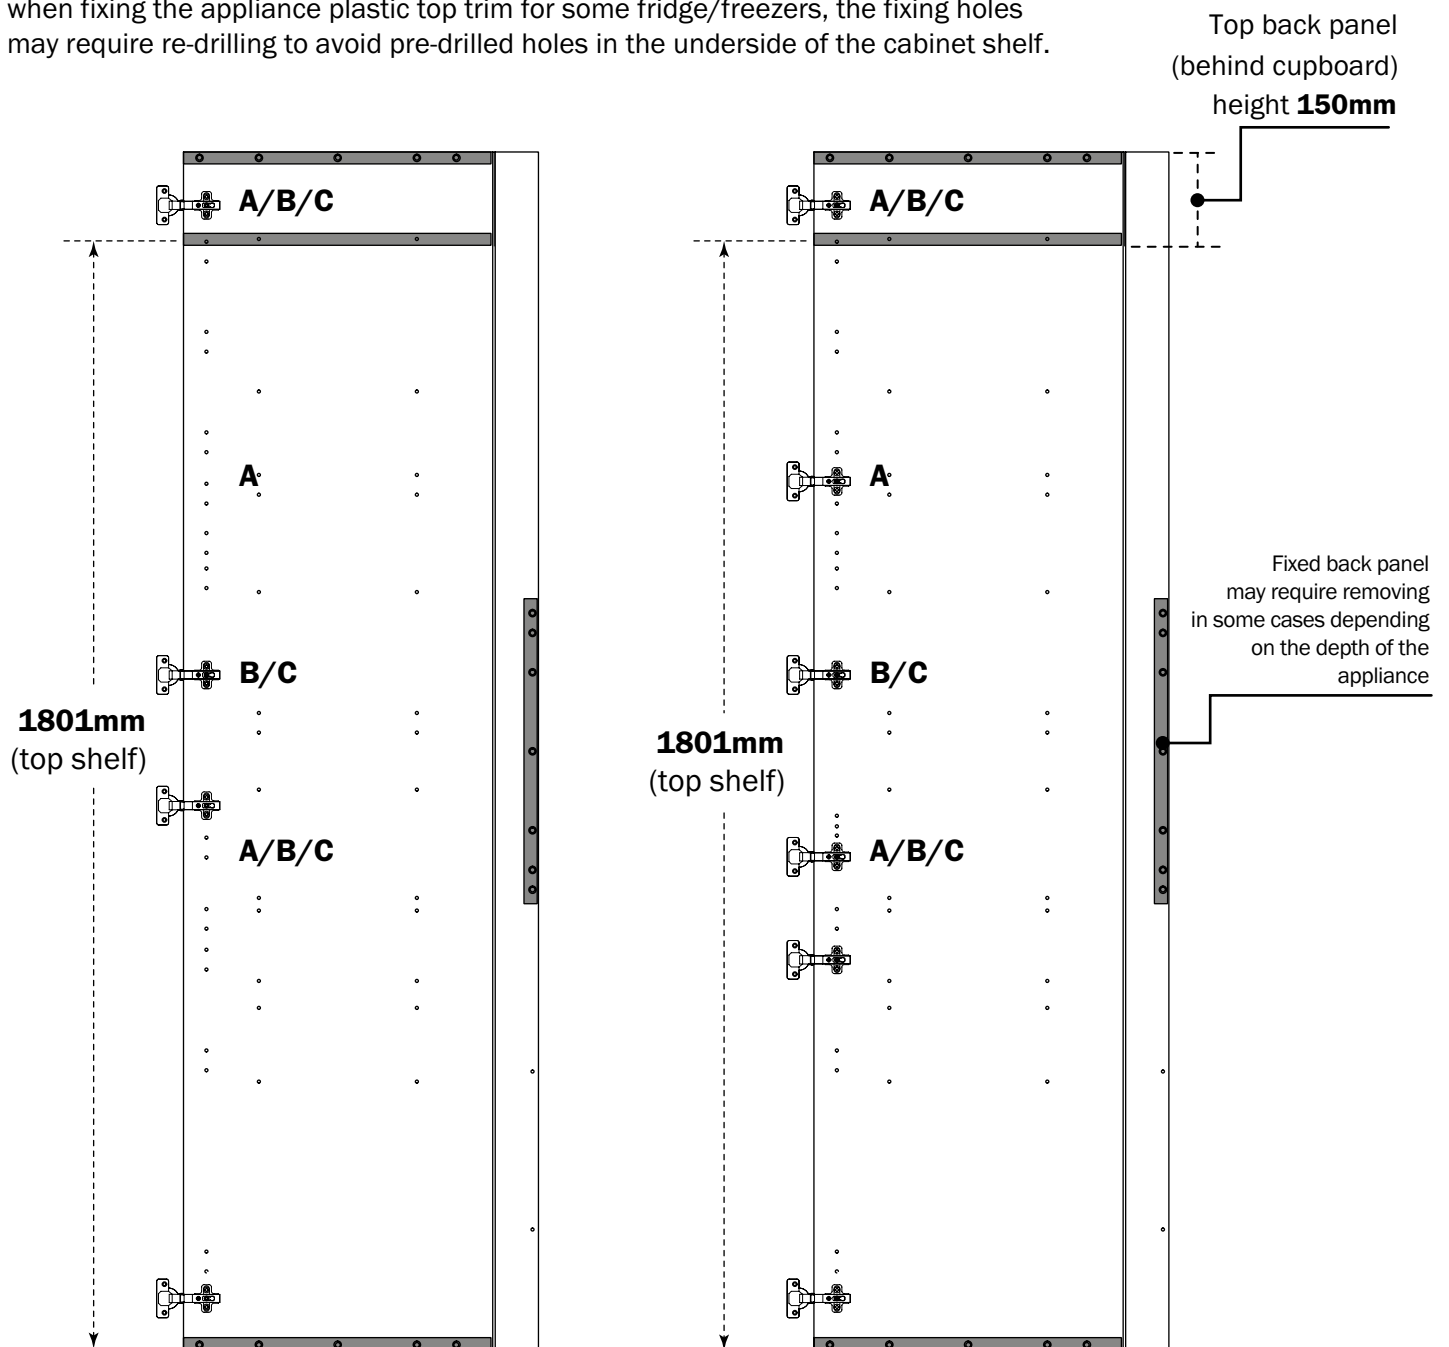 when fixing the appliance plastic top trim for some fridge/freezers, the fixing holes
may require re-drilling to avoid pre-drilled holes in the underside of the cabinet shelf.
Top back panel
(behind cupboard)
height 150mm
A/B/C
A
B/C
1801mm
(top shelf)
A/B/C
A/B/C
A
B/C
1801mm
(top shelf)
A/B/C
Fixed back panel
may require removing
in some cases depending
on the depth of the
appliance